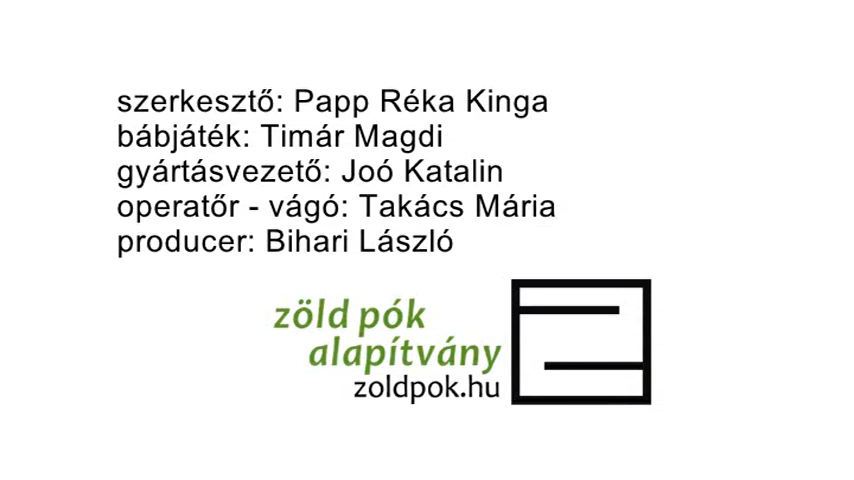 szerkesztő: Papp Réka Kinga
bábjáték: Timár Magdi
gyártásvezető: Joó Katalin
operatőr - vágó: Takács Mária
producer: Bihari László
zöld pók
alapítvány
zoldpok.hu